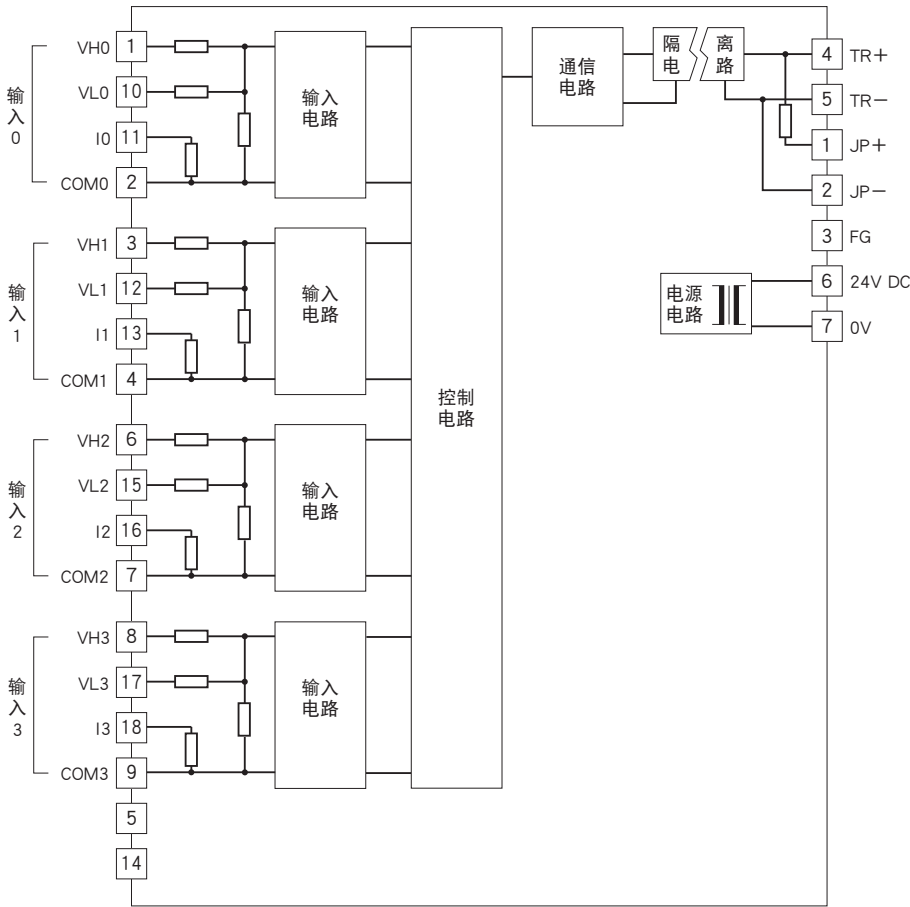 输入0
VH0 1
VL0 10
I0 11
COM0 2
输入电路
输入1
VH1 3
VL1 12
I1 13
COM1 4
输入电路
输入2
VH2 6
VL2 15
I2 16
COM2 7
输入电路
输入3
VH3 8
VL3 17
I3 18
COM3 9
输入电路
5
14
控制电路
通信电路
隔离
电路
4 TR+
5 TR−
1 JP+
2 JP−
3 FG
电源电路
6 24V DC
7 0V